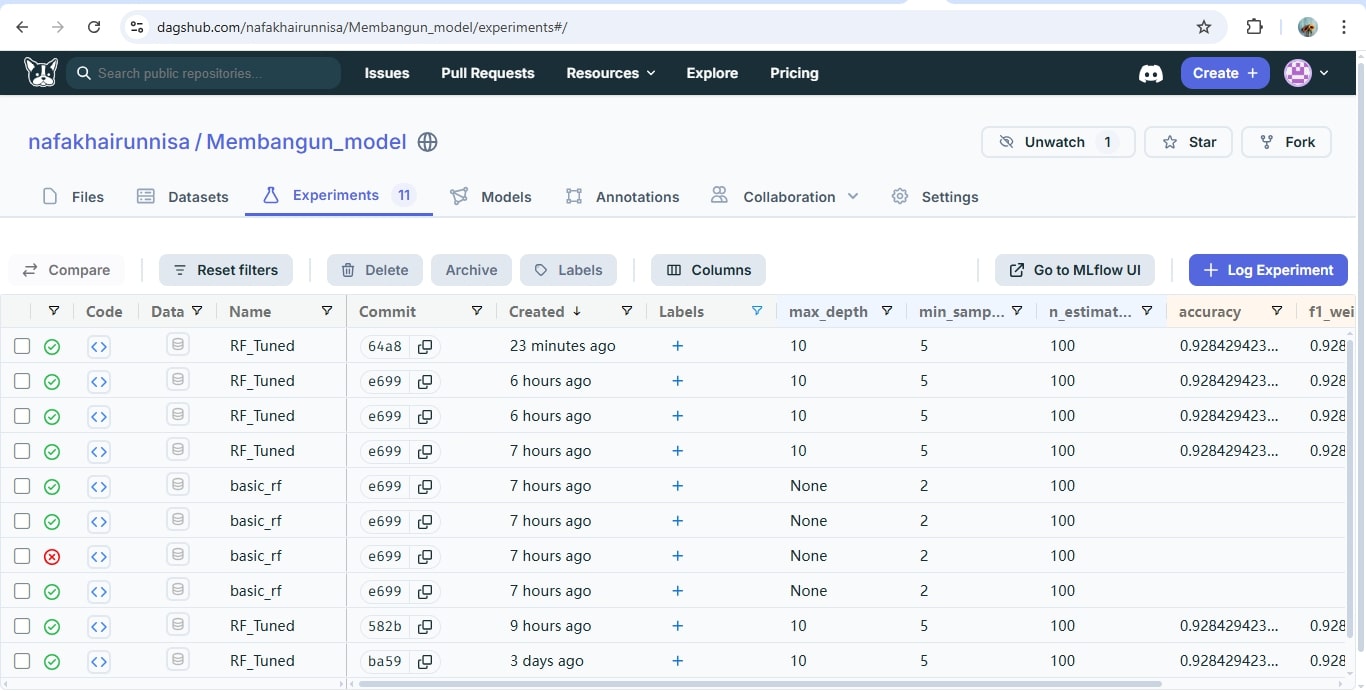 dagshub.com/nafakhairunnisa/Membangun_model/experiments#/
Search public repositories... Issues Pull Requests Resources Explore Pricing Create +
nafakhairunnisa / Membangun_model Unwatch 1 Star Fork
Files Datasets Experiments 11 Models Annotations Collaboration Settings
Compare Reset filters Delete Archive Labels Columns Go to MLflow UI + Log Experiment
Code Data Name Commit Created ↓ Labels max_depth min_samp... n_estimat... accuracy f1_wei
RF_Tuned 64a8 23 minutes ago + 10 5 100 0.928429423... 0.928
RF_Tuned e699 6 hours ago + 10 5 100 0.928429423... 0.928
RF_Tuned e699 6 hours ago + 10 5 100 0.928429423... 0.928
RF_Tuned e699 7 hours ago + 10 5 100 0.928429423... 0.928
basic_rf e699 7 hours ago + None 2 100
basic_rf e699 7 hours ago + None 2 100
basic_rf e699 7 hours ago + None 2 100
basic_rf e699 7 hours ago + None 2 100
RF_Tuned 582b 9 hours ago + 10 5 100 0.928429423... 0.928
RF_Tuned ba59 3 days ago + 10 5 100 0.928429423... 0.928